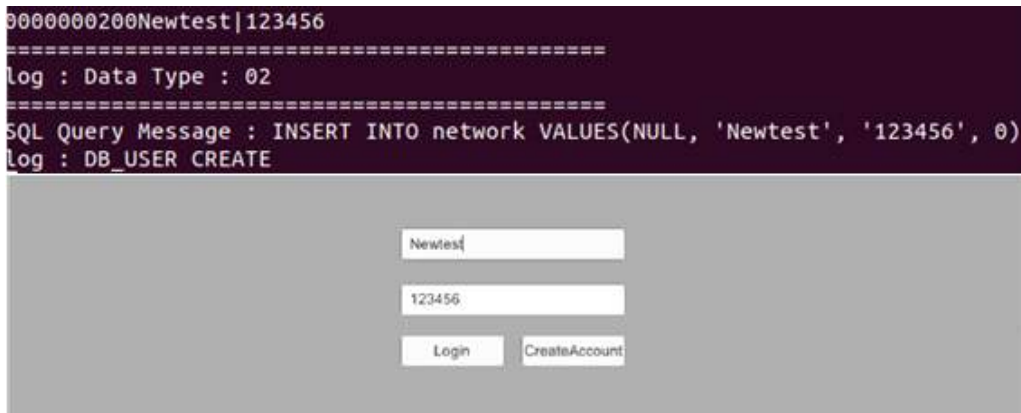 0000000200Newtest|123456
==============================================
log : Data Type : 02
==============================================
SQL Query Message : INSERT INTO network VALUES(NULL, 'Newtest', '123456', 0)
log : DB_USER CREATE
Newtest
123456
Login CreateAccount